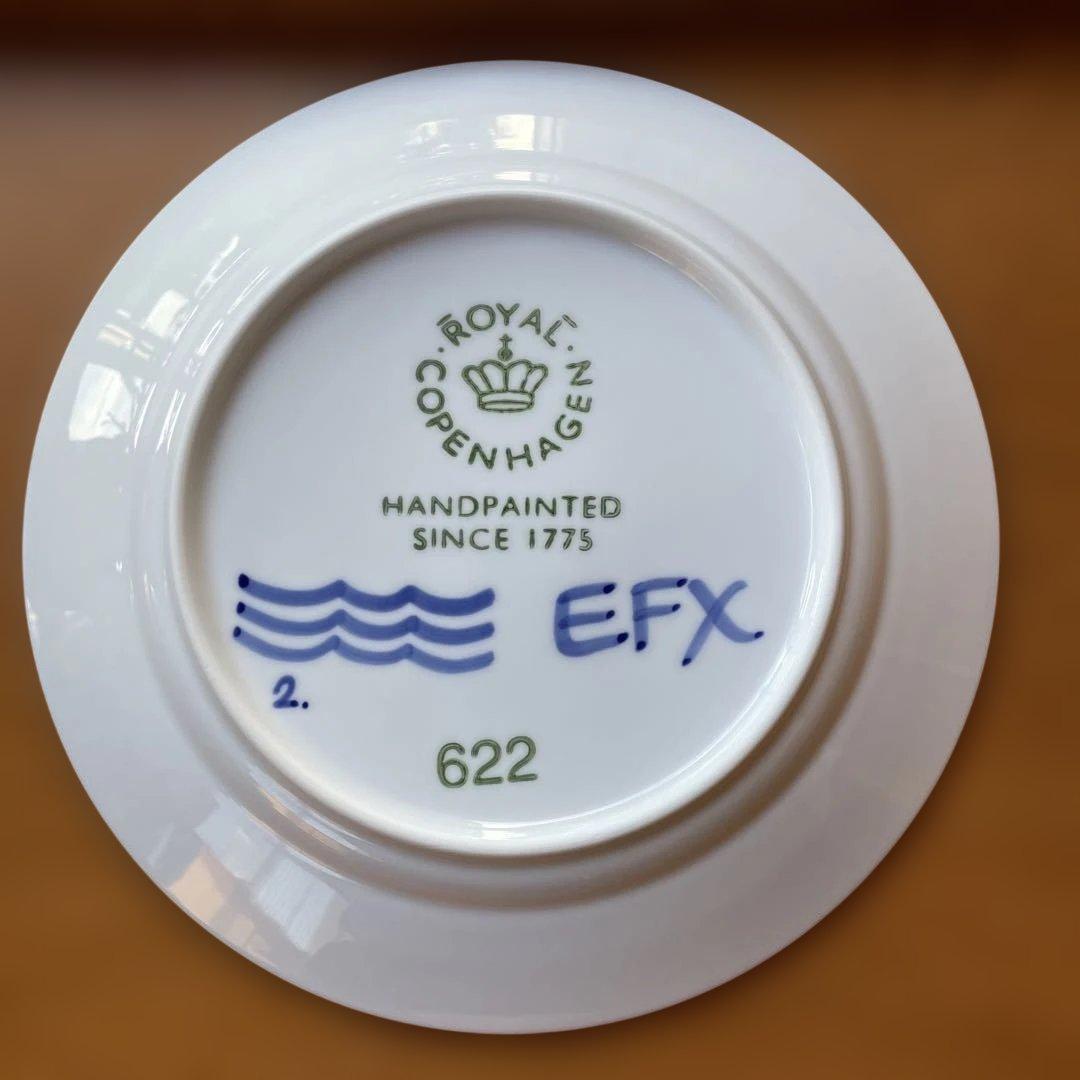 ROYAL
COPENHAGEN
HANDPAINTED
SINCE 1775
EFX
2.
622